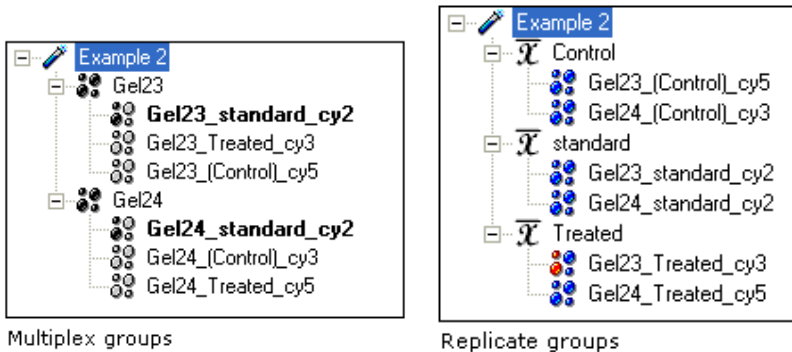 Example 2
Gel23
Gel23_standard_cy2
Gel23_Treated_cy3
Gel23_(Control)_cy5
Gel24
Gel24_standard_cy2
Gel24_(Control)_cy3
Gel24_Treated_cy5
Multiplex groups
Example 2
x̄ Control
Gel23_(Control)_cy5
Gel24_(Control)_cy3
x̄ standard
Gel23_standard_cy2
Gel24_standard_cy2
x̄ Treated
Gel23_Treated_cy3
Gel24_Treated_cy5
Replicate groups